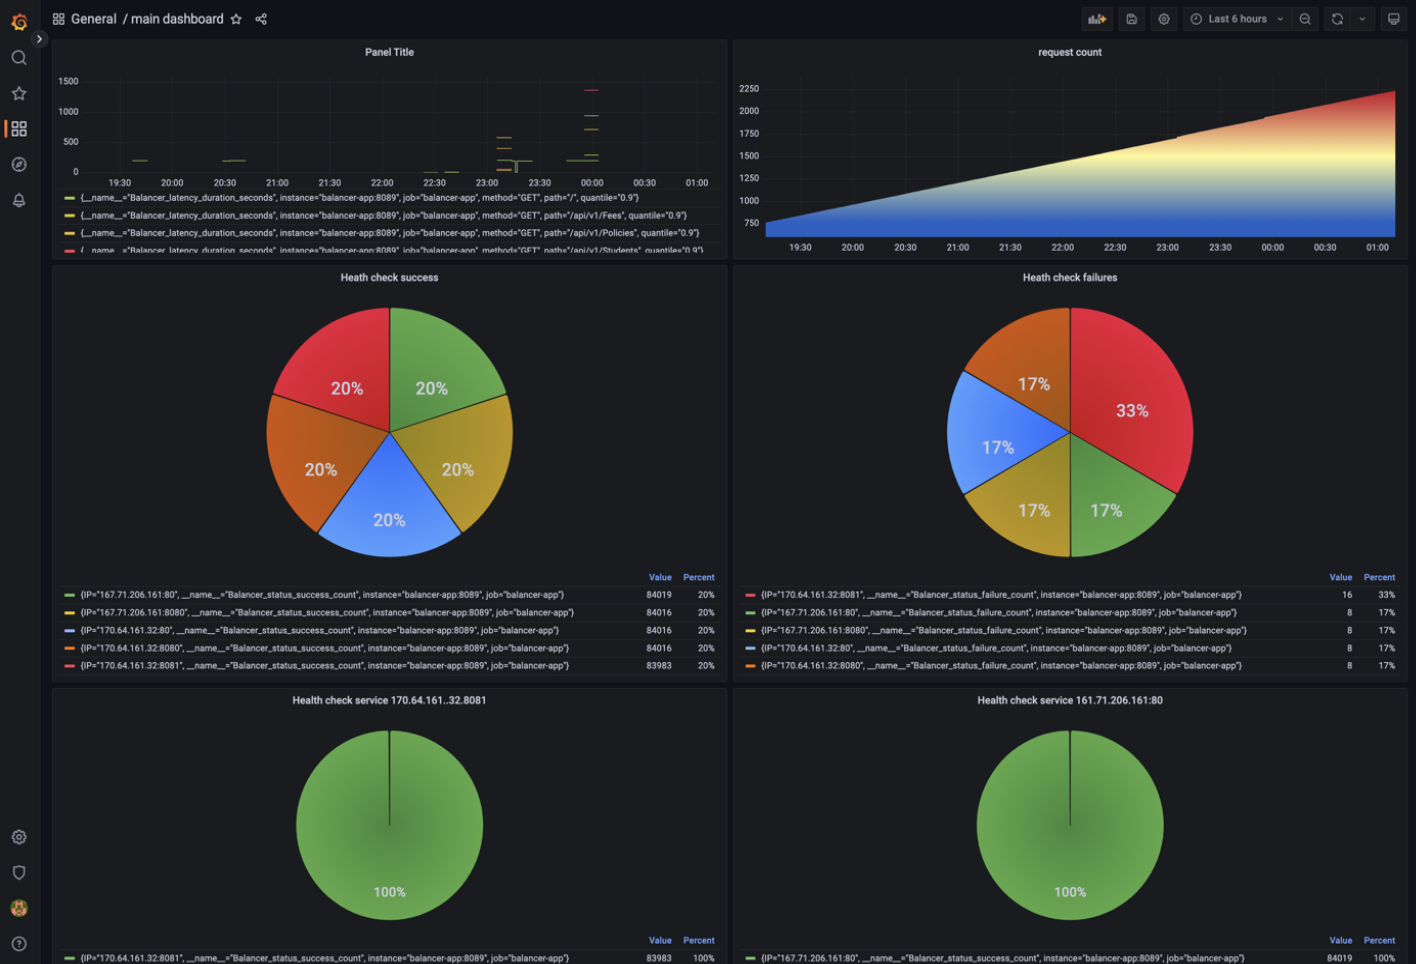 General / main dashboard
Last 6 hours
Panel Title
1500
1000
500
0
19:30 20:00 20:30 21:00 21:30 22:00 22:30 23:00 23:30 00:00 00:30 01:00
{__name__="Balancer_latency_duration_seconds", instance="balancer-app:8089", job="balancer-app", method="GET", path="/", quantile="0.9"}
{__name__="Balancer_latency_duration_seconds", instance="balancer-app:8089", job="balancer-app", method="GET", path="/api/v1/Fees", quantile="0.9"}
{__name__="Balancer_latency_duration_seconds", instance="balancer-app:8089", job="balancer-app", method="GET", path="/api/v1/Policies", quantile="0.9"}
{__name__="Balancer_latency_duration_seconds", instance="balancer-app:8089", job="balancer-app", method="GET", path="/api/v1/Students", quantile="0.9"}
request count
2250
2000
1750
1500
1250
1000
750
19:30 20:00 20:30 21:00 21:30 22:00 22:30 23:00 23:30 00:00 00:30 01:00
Heath check success
20% 20%
20% 20%
20%
Value Percent
{IP="167.71.206.161:80", __name__="Balancer_status_success_count", instance="balancer-app:8089", job="balancer-app"} 84019 20%
{IP="167.71.206.161:8080", __name__="Balancer_status_success_count", instance="balancer-app:8089", job="balancer-app"} 84016 20%
{IP="170.64.161.32:80", __name__="Balancer_status_success_count", instance="balancer-app:8089", job="balancer-app"} 84016 20%
{IP="170.64.161.32:8080", __name__="Balancer_status_success_count", instance="balancer-app:8089", job="balancer-app"} 84016 20%
{IP="170.64.161.32:8081", __name__="Balancer_status_success_count", instance="balancer-app:8089", job="balancer-app"} 83983 20%
Heath check failures
17%
33%
17%
17% 17%
Value Percent
{IP="170.64.161.32:8081", __name__="Balancer_status_failure_count", instance="balancer-app:8089", job="balancer-app"} 16 33%
{IP="167.71.206.161:80", __name__="Balancer_status_failure_count", instance="balancer-app:8089", job="balancer-app"} 8 17%
{IP="167.71.206.161:8080", __name__="Balancer_status_failure_count", instance="balancer-app:8089", job="balancer-app"} 8 17%
{IP="170.64.161.32:80", __name__="Balancer_status_failure_count", instance="balancer-app:8089", job="balancer-app"} 8 17%
{IP="170.64.161.32:8080", __name__="Balancer_status_failure_count", instance="balancer-app:8089", job="balancer-app"} 8 17%
Health check service 170.64.161..32.8081
100%
Value Percent
{IP="170.64.161.32:8081", __name__="Balancer_status_success_count", instance="balancer-app:8089", job="balancer-app"} 83983 100%
Health check service 161.71.206.161:80
100%
Value Percent
{IP="167.71.206.161:80", __name__="Balancer_status_success_count", instance="balancer-app:8089", job="balancer-app"} 84019 100%